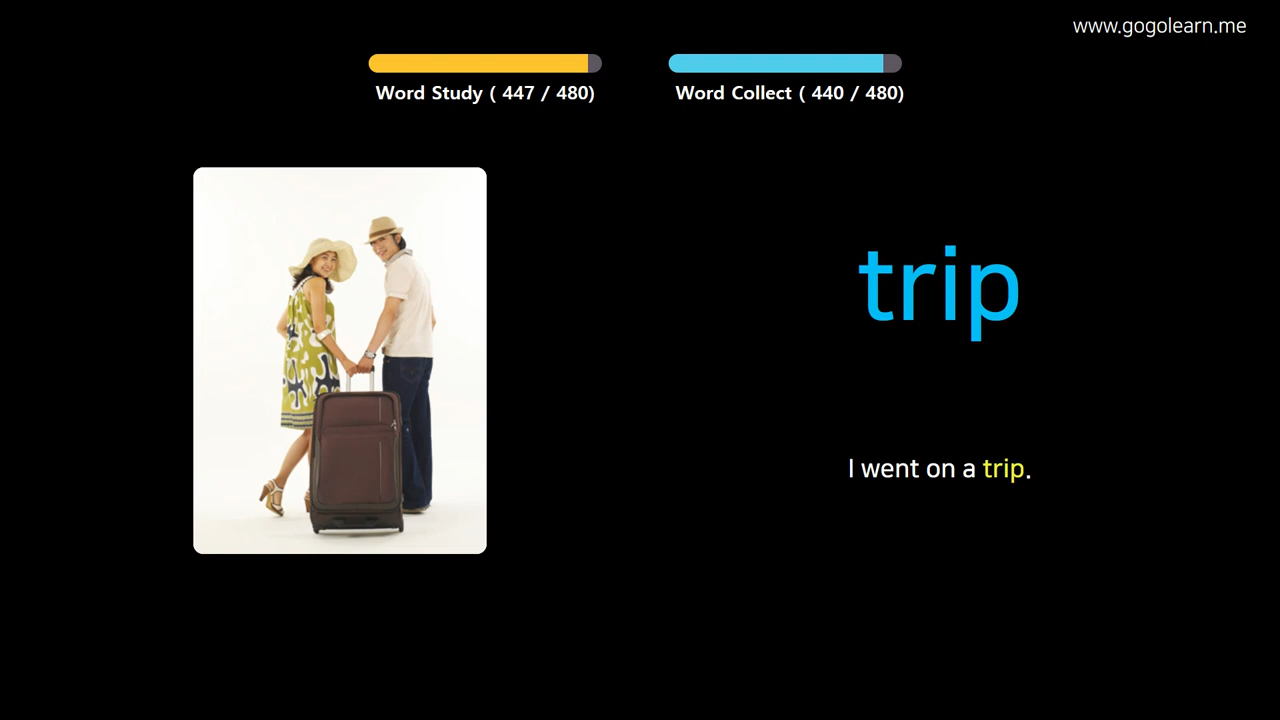 www.gogolearn.me
Word Study ( 447 / 480)
Word Collect ( 440 / 480)
trip
I went on a trip.